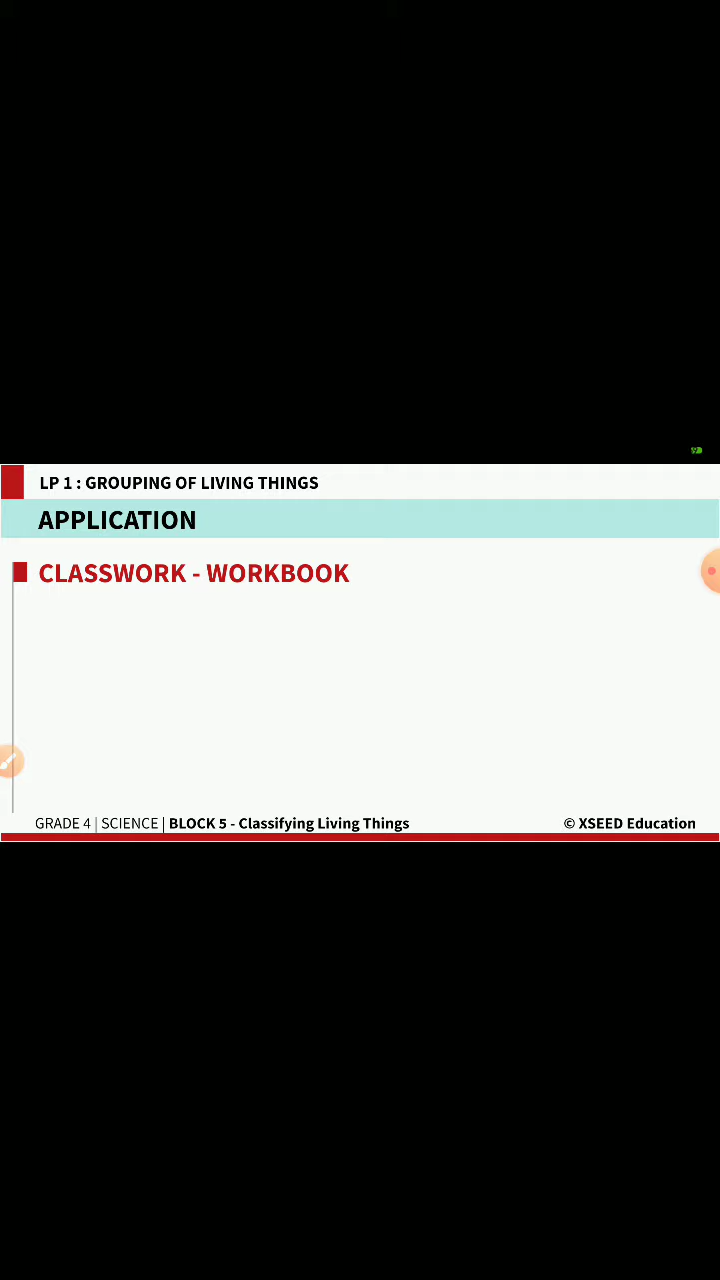 LP 1 : GROUPING OF LIVING THINGS
APPLICATION
CLASSWORK - WORKBOOK
GRADE 4 | SCIENCE | BLOCK 5 - Classifying Living Things
© XSEED Education